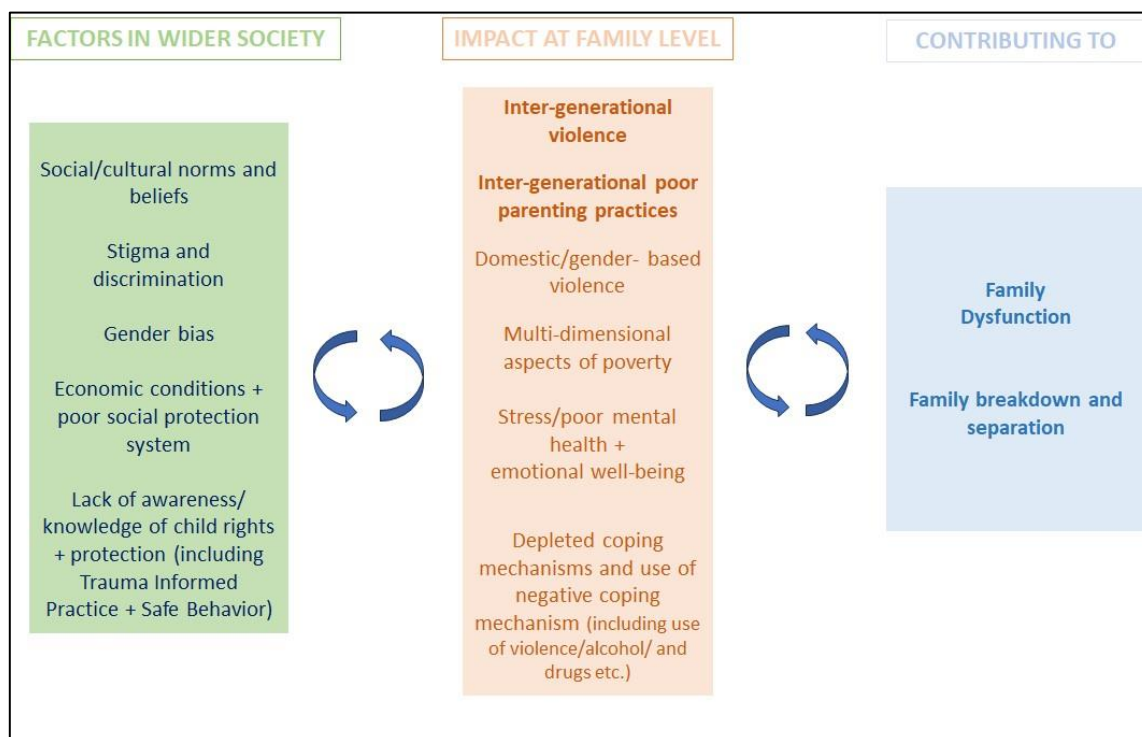 FACTORS IN WIDER SOCIETY
Social/cultural norms and
beliefs
Stigma and
discrimination
Gender bias
Economic conditions +
poor social protection
system
Lack of awareness/
knowledge of child rights
+ protection (including
Trauma Informed
Practice + Safe Behavior)
IMPACT AT FAMILY LEVEL
Inter-generational
violence
Inter-generational poor
parenting practices
Domestic/gender- based
violence
Multi-dimensional
aspects of poverty
Stress/poor mental
health +
emotional well-being
Depleted coping
mechanisms and use of
negative coping
mechanism (including use
of violence/alcohol/ and
drugs etc.)
CONTRIBUTING TO
Family
Dysfunction
Family breakdown and
separation